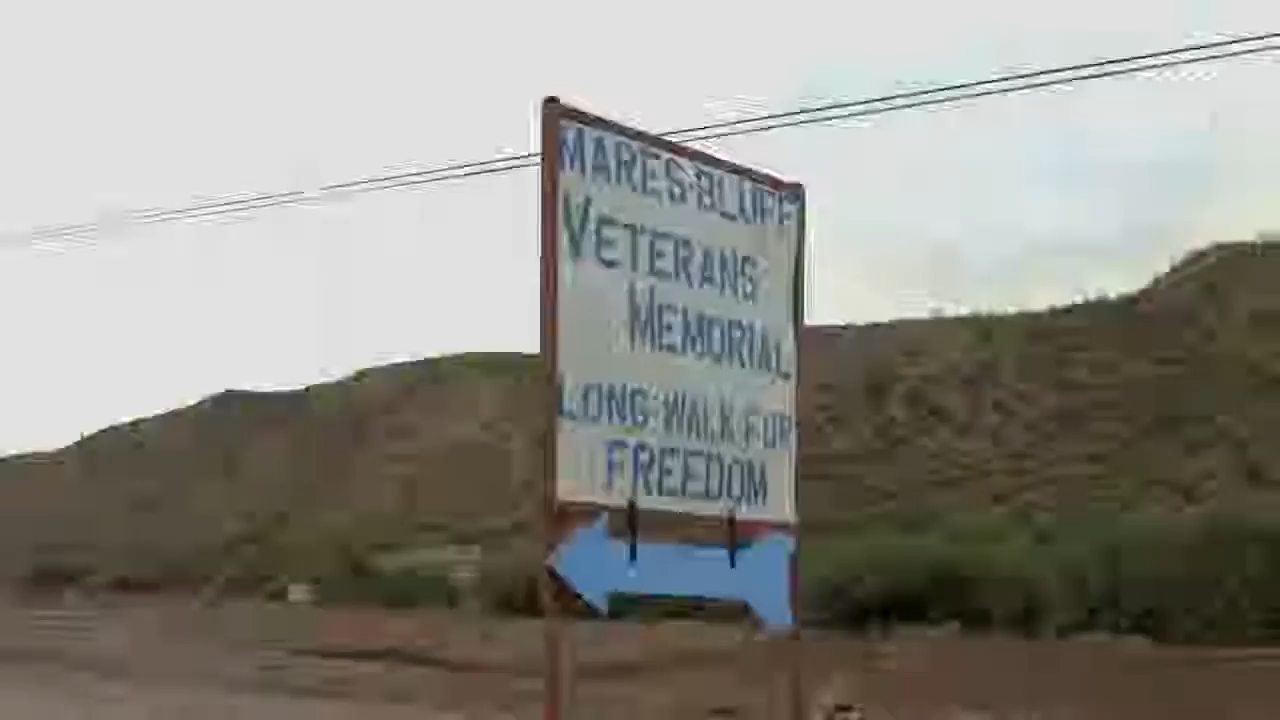 MARES BLUFF
VETERANS
MEMORIAL
LONG WALK FOR
FREEDOM